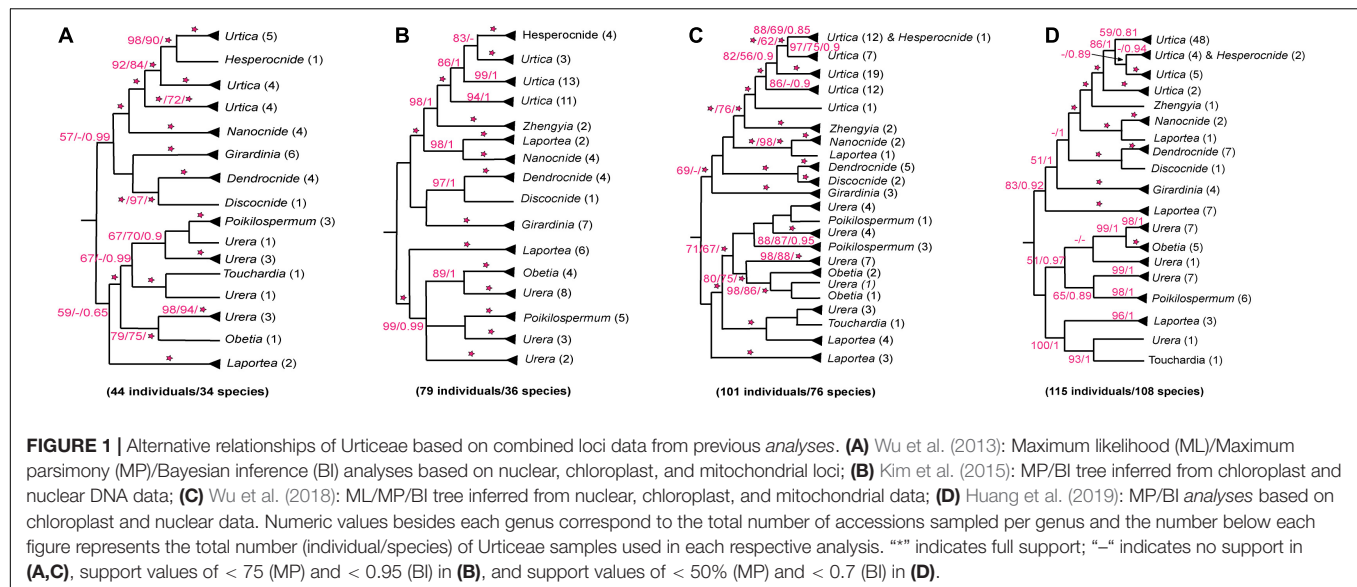 A
98/90/*
92/84/*
*/72/*
57/-/0.99
*/97/*
67/70/0.9
67/-/0.99
98/94/*
59/-/0.65
79/75/*
Urtica (5)
Hesperocnide (1)
Urtica (4)
Urtica (4)
Nanocnide (4)
Girardinia (6)
Dendrocnide (4)
Discocnide (1)
Poikilospermum (3)
Urera (1)
Urera (3)
Touchardia (1)
Urera (1)
Urera (3)
Obetia (1)
Laportea (2)
(44 individuals/34 species)
B
83/-
86/1
99/1
98/1
94/1
98/1
97/1
89/1
99/0.99
Hesperocnide (4)
Urtica (3)
Urtica (13)
Urtica (11)
Zhengyia (2)
Laportea (2)
Nanocnide (4)
Dendrocnide (4)
Discocnide (1)
Girardinia (7)
Laportea (6)
Obetia (4)
Urera (8)
Poikilospermum (5)
Urera (3)
Urera (2)
(79 individuals/36 species)
C
88/69/0.85
*/62/*
97/75/0.9
82/56/0.9
86/-/0.9
*/76/*
*/98/*
69/-/*
88/87/0.95
71/67/*
98/88/*
80/75/*
98/86/*
Urtica (12) & Hesperocnide (1)
Urtica (7)
Urtica (19)
Urtica (12)
Urtica (1)
Zhengyia (2)
Nanocnide (2)
Laportea (1)
Dendrocnide (5)
Discocnide (2)
Girardinia (3)
Urera (4)
Poikilospermum (1)
Urera (4)
Poikilospermum (3)
Urera (7)
Obetia (2)
Urera (1)
Obetia (1)
Urera (3)
Touchardia (1)
Laportea (4)
Laportea (3)
(101 individuals/76 species)
D
59/0.81
86/1
-/0.94
-/0.89
-/1
51/1
83/0.92
98/1
99/1
-/-
51/0.97
99/1
65/0.89
98/1
96/1
100/1
93/1
Urtica (48)
Urtica (4) & Hesperocnide (2)
Urtica (5)
Urtica (2)
Zhengyia (1)
Nanocnide (2)
Laportea (1)
Dendrocnide (7)
Discocnide (1)
Girardinia (4)
Laportea (7)
Urera (7)
Obetia (5)
Urera (1)
Urera (7)
Poikilospermum (6)
Laportea (3)
Urera (1)
Touchardia (1)
(115 individuals/108 species)
FIGURE 1 | Alternative relationships of Urticeae based on combined loci data from previous analyses. (A) Wu et al. (2013): Maximum likelihood (ML)/Maximum
parsimony (MP)/Bayesian inference (BI) analyses based on nuclear, chloroplast, and mitochondrial loci; (B) Kim et al. (2015): MP/BI tree inferred from chloroplast and
nuclear DNA data; (C) Wu et al. (2018): ML/MP/BI tree inferred from nuclear, chloroplast, and mitochondrial data; (D) Huang et al. (2019): MP/BI analyses based on
chloroplast and nuclear data. Numeric values besides each genus correspond to the total number of accessions sampled per genus and the number below each
figure represents the total number (individual/species) of Urticeae samples used in each respective analysis. “*” indicates full support; “–“ indicates no support in
(A,C), support values of < 75 (MP) and < 0.95 (BI) in (B), and support values of < 50% (MP) and < 0.7 (BI) in (D).